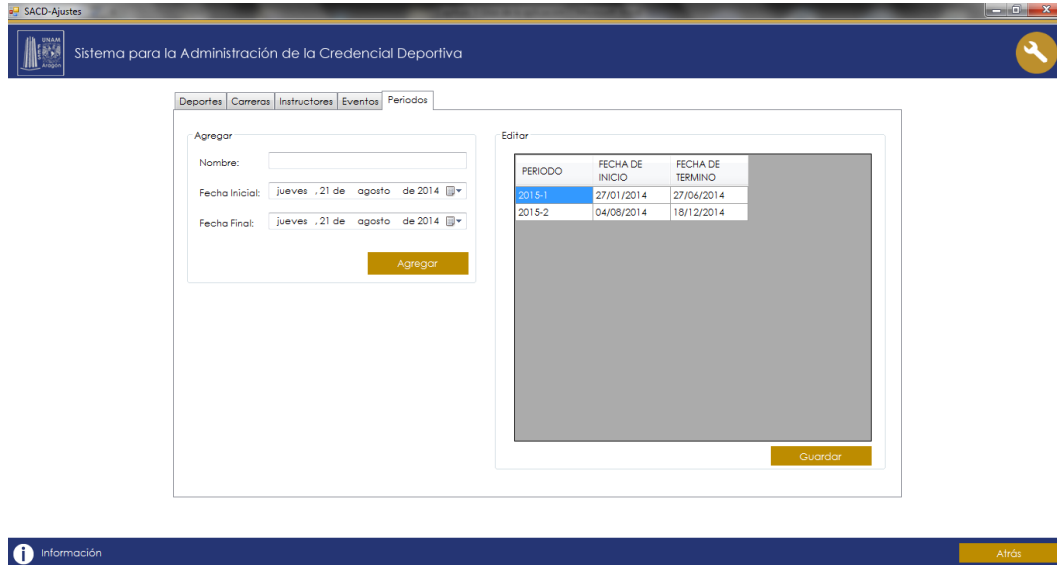 SACD-Ajustes
UNAM
Aragón
Sistema para la Administración de la Credencial Deportiva
Deportes Carreras Instructores Eventos Periodos
Agregar
Nombre:
Fecha Inicial: jueves , 21 de agosto de 2014
Fecha Final: jueves , 21 de agosto de 2014
Agregar
Editar
PERIODO FECHA DE INICIO FECHA DE TERMINO
2015-1 27/01/2014 27/06/2014
2015-2 04/08/2014 18/12/2014
Guardar
Información
Atrás